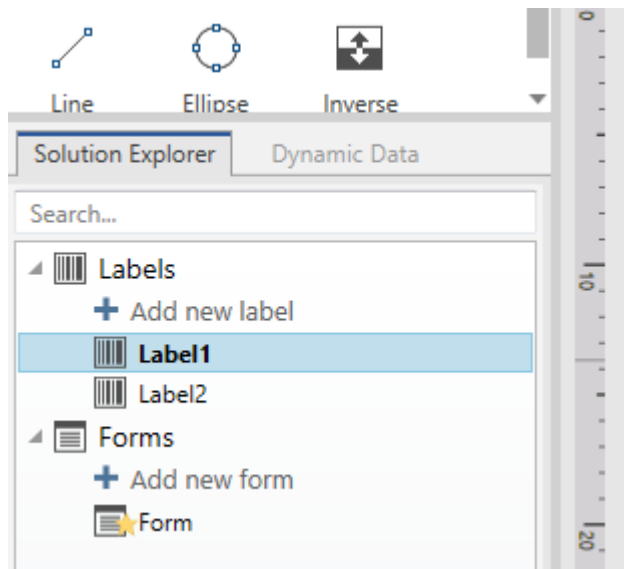 Line Ellipse Inverse
Solution Explorer Dynamic Data
Search...
Labels
Add new label
Label1
Label2
Forms
Add new form
Form
0
10
20